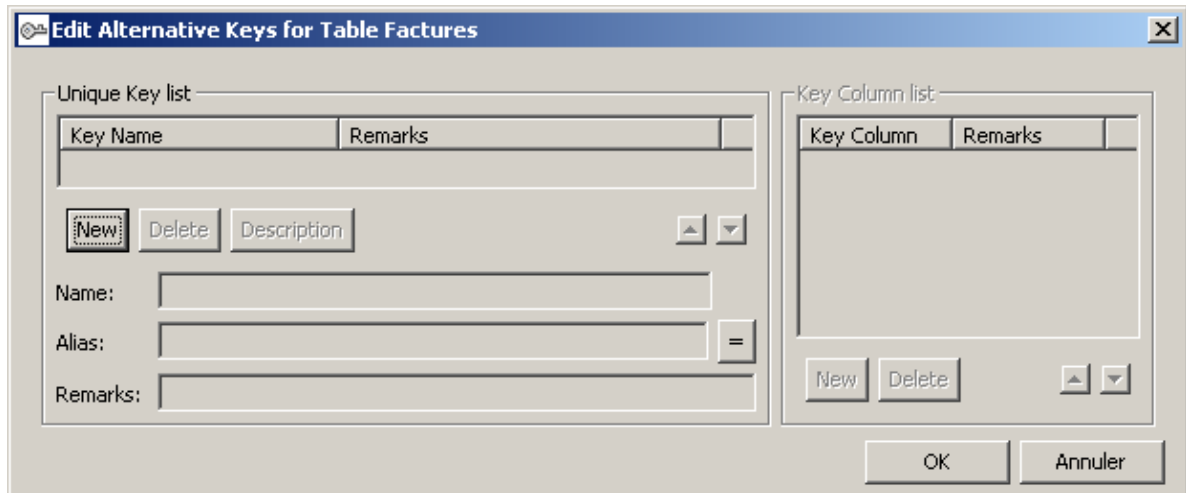 Edit Alternative Keys for Table Factures
Unique Key list
Key Name Remarks
New Delete Description
Name:
Alias: =
Remarks:
Key Column list
Key Column Remarks
New Delete
OK Annuler